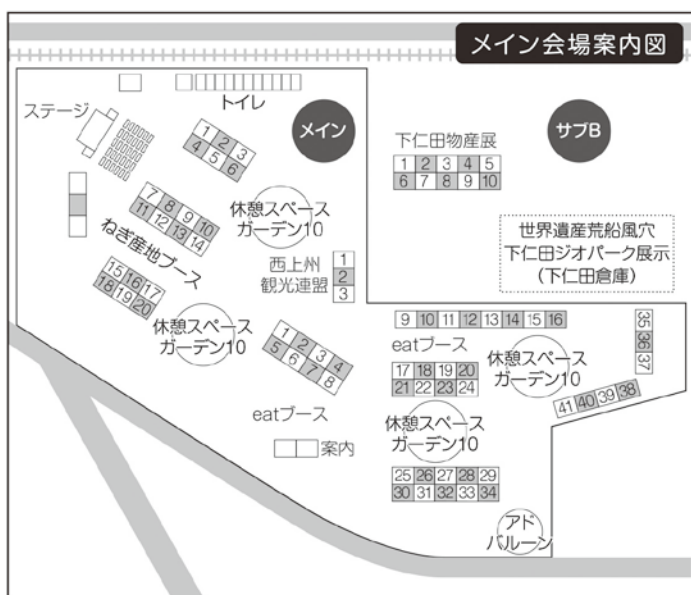 メイン会場案内図
ステージ
トイレ
メイン
サブB
1 2 3
4 5 6
下仁田物産展
1 2 3 4 5
6 7 8 9 10
7 8 9 10
11 12 13 14
休憩スペース
ガーデン10
ねぎ産地ブース
世界遺産荒船風穴
下仁田ジオパーク展示
(下仁田倉庫)
西上州
観光連盟
1
2
3
15 16 17
18 19 20
休憩スペース
ガーデン10
1 2 3 4
5 6 7 8
9 10 11 12 13 14 15 16
35
36
37
eatブース
休憩スペース
ガーデン10
17 18 19 20
21 22 23 24
41 40 39 38
eatブース
休憩スペース
ガーデン10
案内
25 26 27 28 29
30 31 32 33 34
アド
バルーン